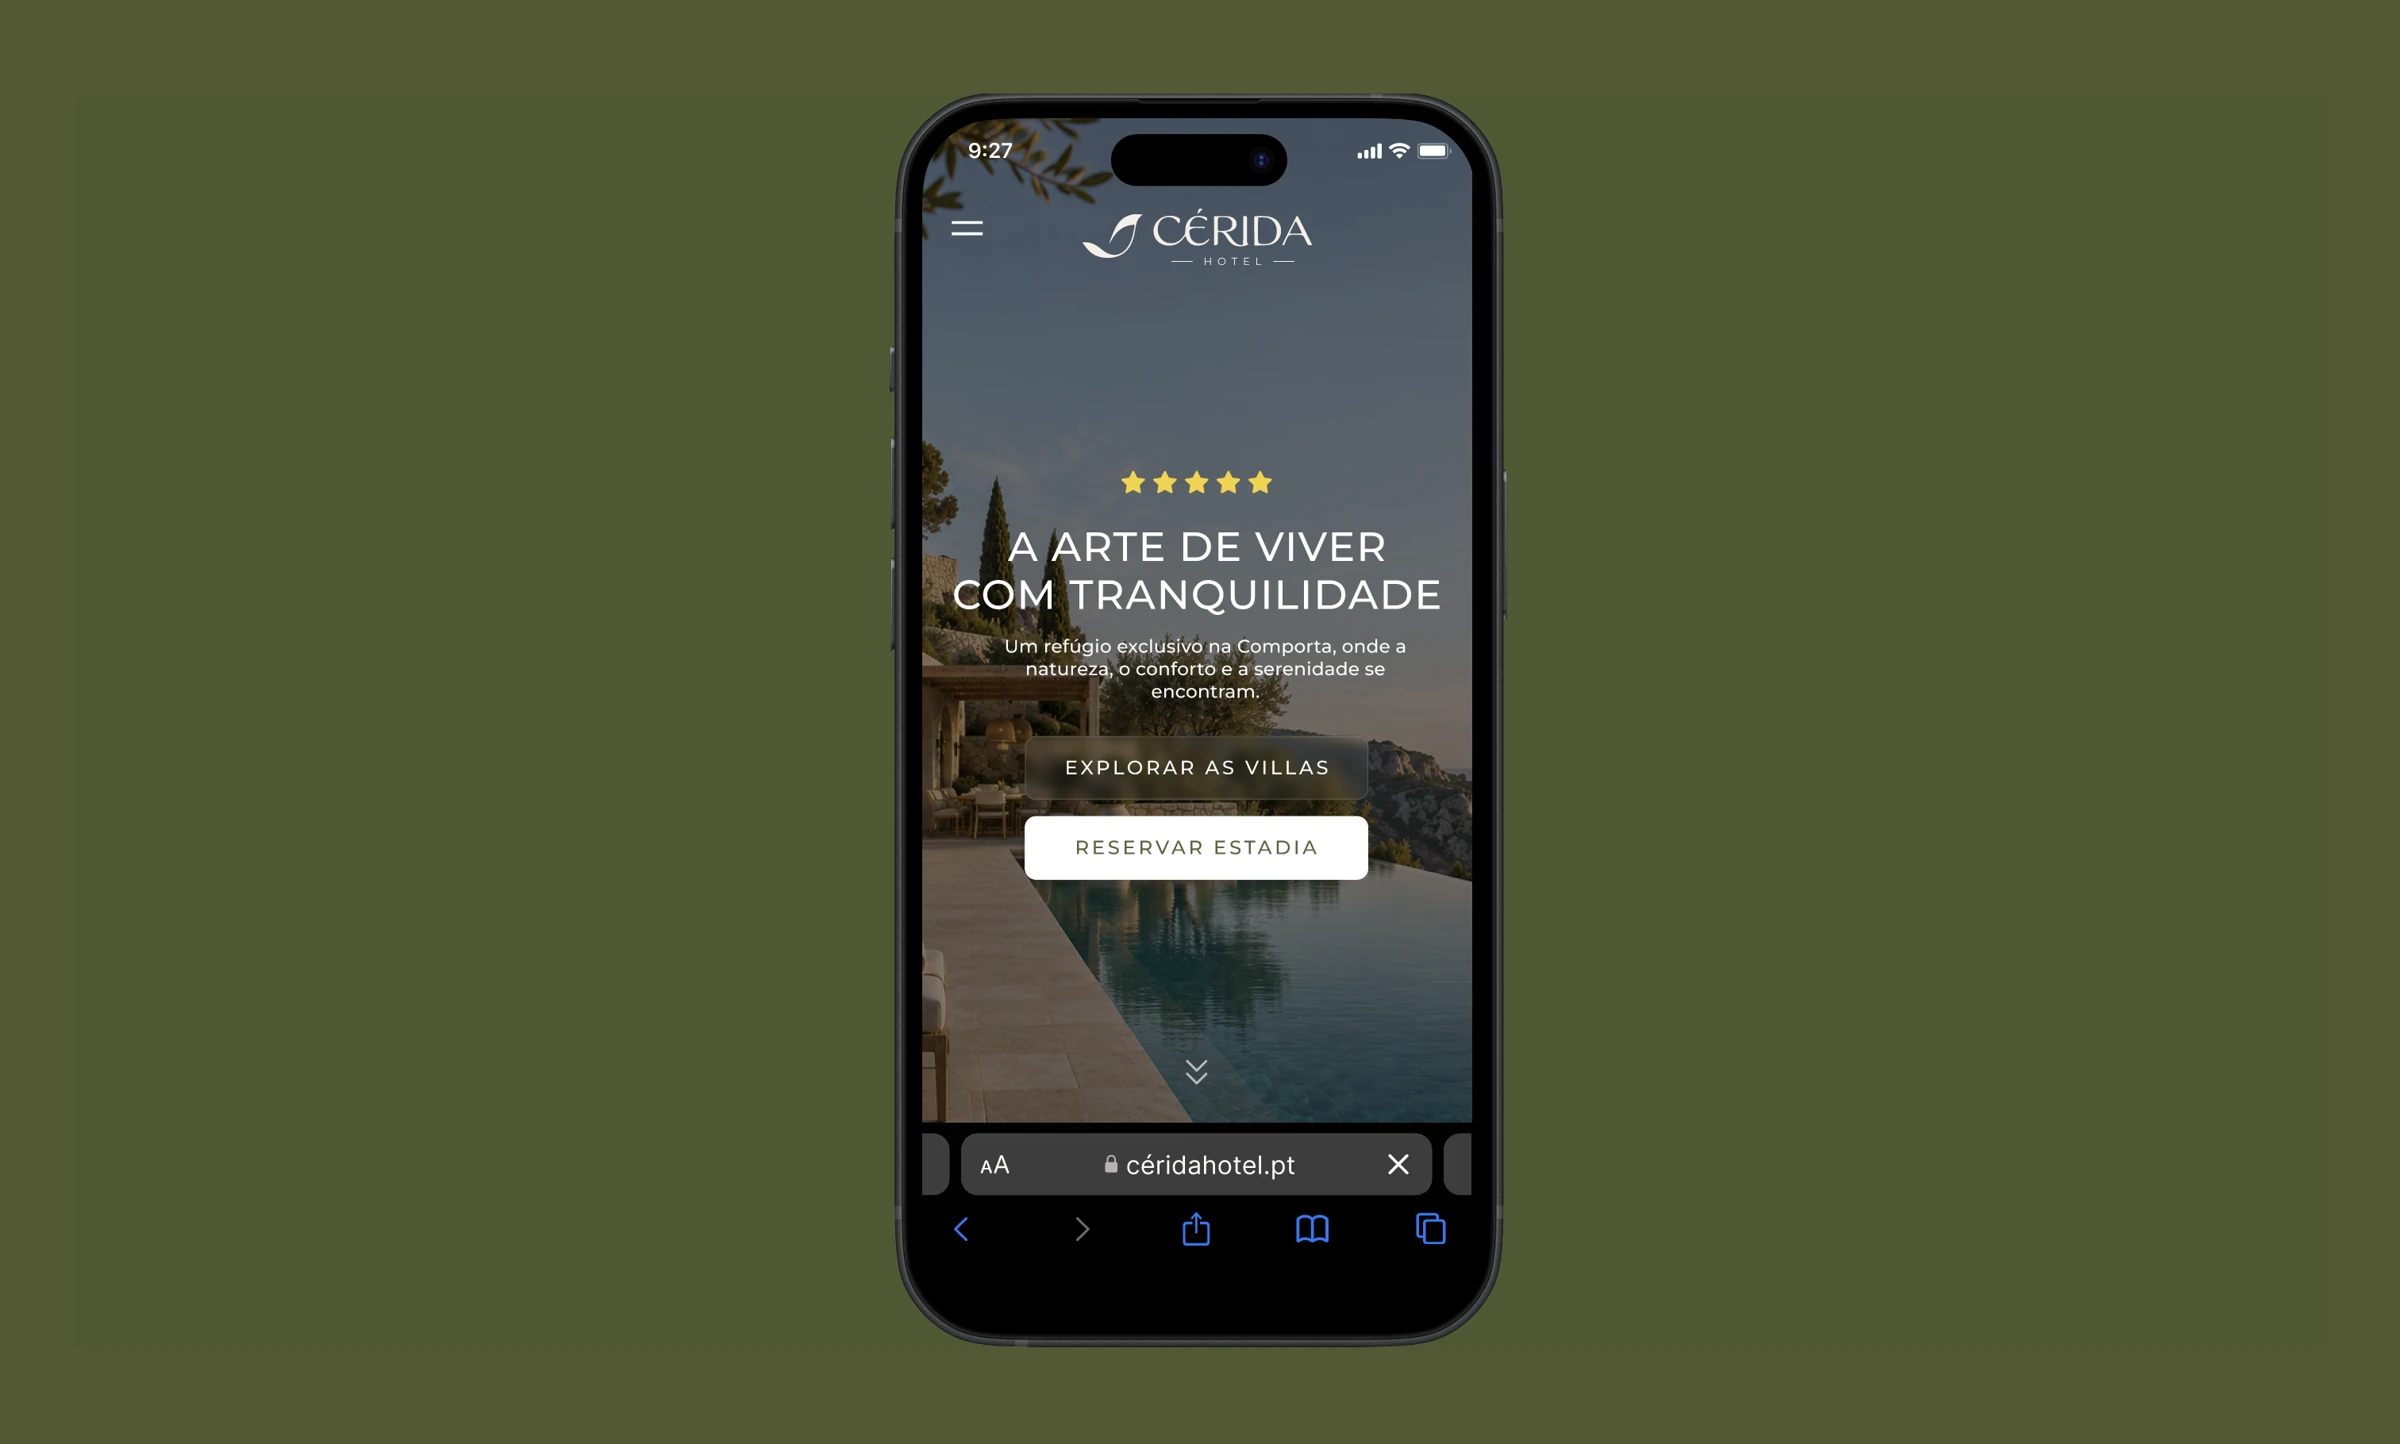 9:27
CÉRIDA
HOTEL
A ARTE DE VIVER
COM TRANQUILIDADE
Um refúgio exclusivo na Comporta, onde a
natureza, o conforto e a serenidade se
encontram.
EXPLORAR AS VILLAS
RESERVAR ESTADIA
AA céridahotel.pt